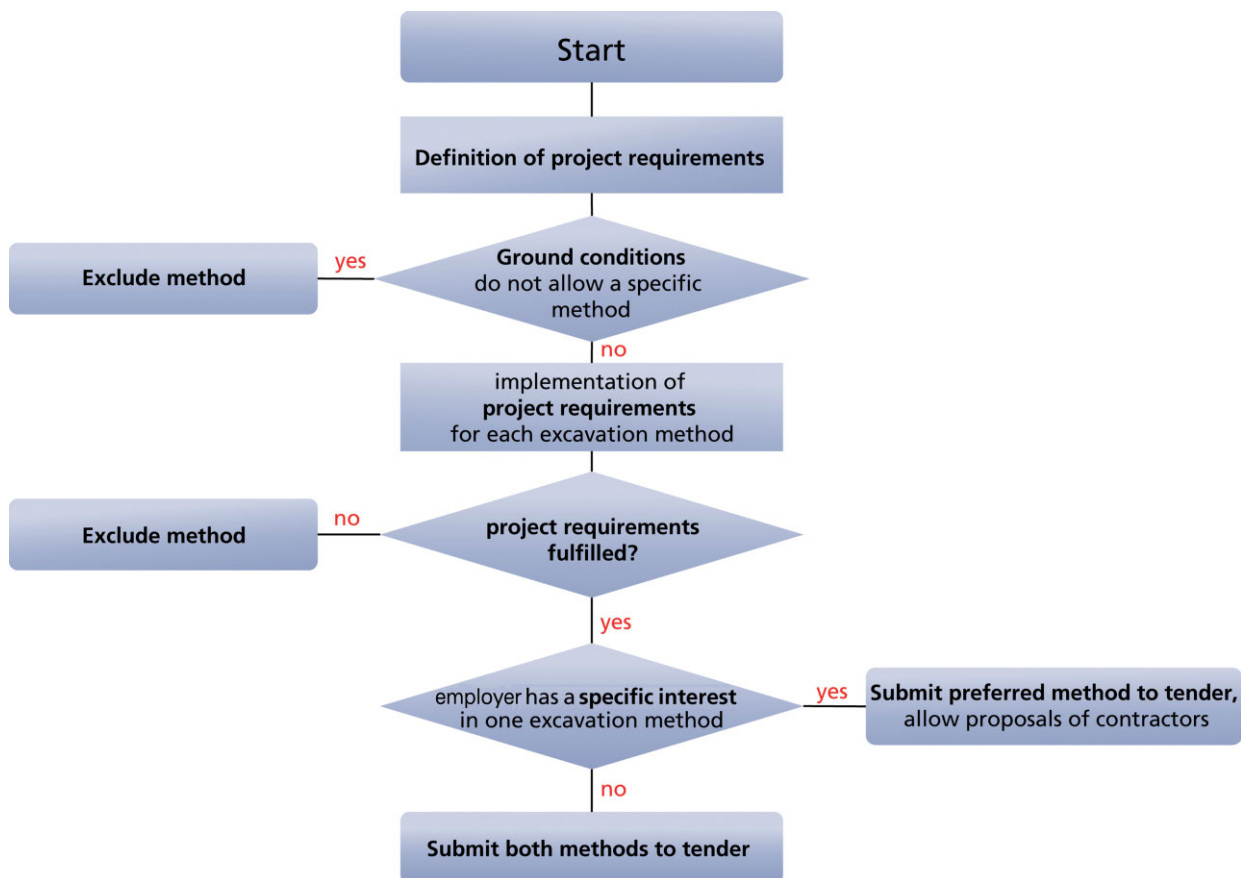 Start
Definition of project requirements
Ground conditions
do not allow a specific
method
yes
Exclude method
no
implementation of
project requirements
for each excavation method
project requirements
fulfilled?
no
Exclude method
yes
employer has a specific interest
in one excavation method
yes
Submit preferred method to tender,
allow proposals of contractors
no
Submit both methods to tender